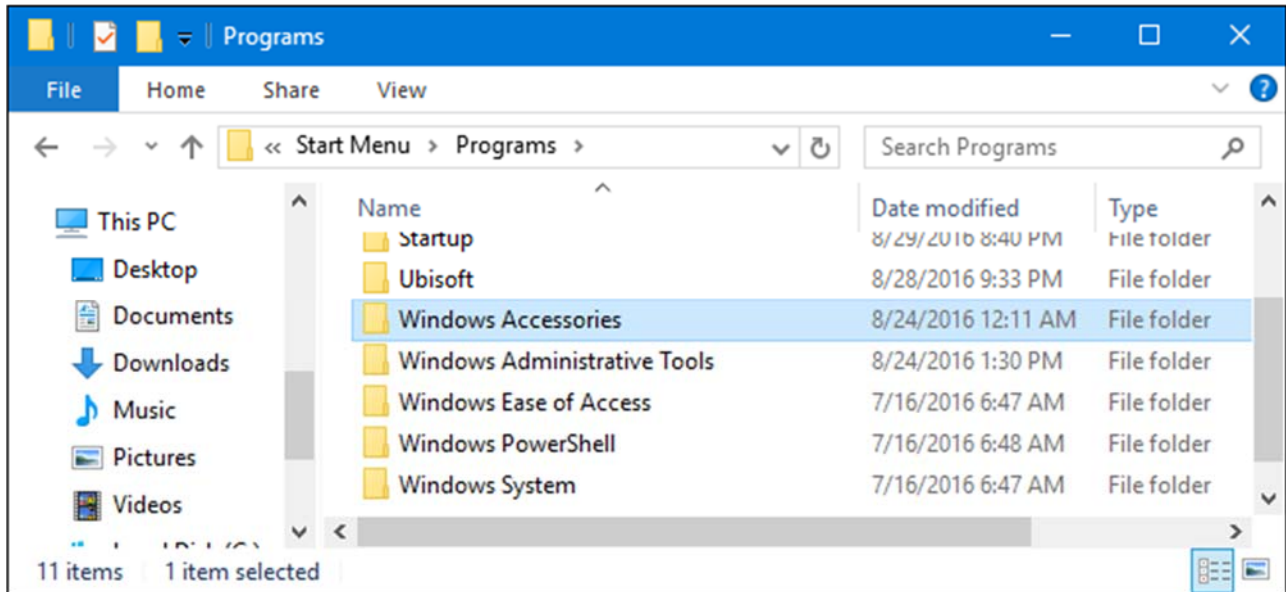 Programs
File Home Share View
« Start Menu > Programs > Search Programs
This PC
Desktop
Documents
Downloads
Music
Pictures
Videos
Local Disk (C:)
Name Date modified Type
Startup 8/29/2016 8:40 PM File folder
Ubisoft 8/28/2016 9:33 PM File folder
Windows Accessories 8/24/2016 12:11 AM File folder
Windows Administrative Tools 8/24/2016 1:30 PM File folder
Windows Ease of Access 7/16/2016 6:47 AM File folder
Windows PowerShell 7/16/2016 6:48 AM File folder
Windows System 7/16/2016 6:47 AM File folder
11 items 1 item selected